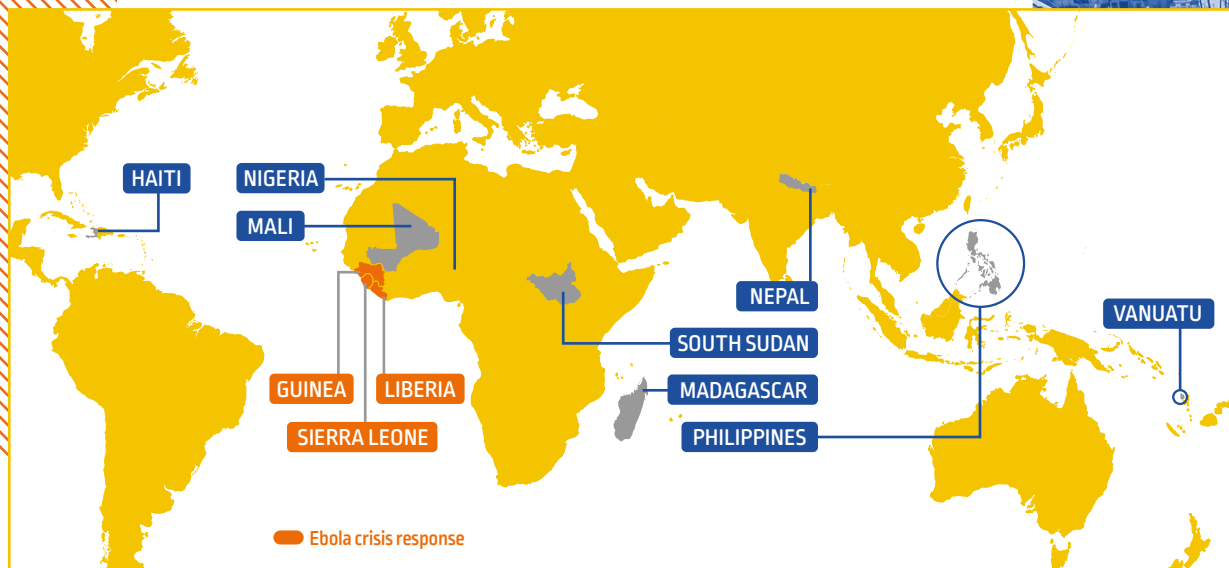 HAITI
NIGERIA
MALI
NEPAL
VANUATU
SOUTH SUDAN
GUINEA
LIBERIA
MADAGASCAR
SIERRA LEONE
PHILIPPINES
Ebola crisis response